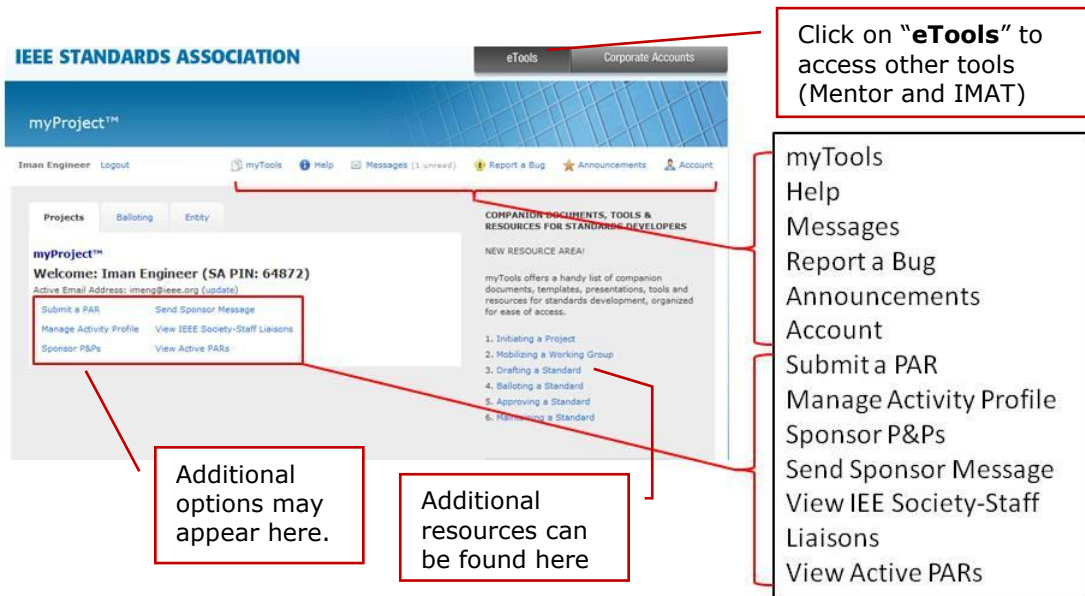 IEEE STANDARDS ASSOCIATION
eTools
Corporate Accounts
myProject™
Iman Engineer Logout
myTools
Help
Messages (1 unread)
Report a Bug
Announcements
Account
Projects
Balloting
Entity
myProject™
Welcome: Iman Engineer (SA PIN: 64872)
Active Email Address: imeng@ieee.org (update)
Submit a PAR
Send Sponsor Message
Manage Activity Profile
View IEEE Society-Staff Liaisons
Sponsor P&Ps
View Active PARs
COMPANION DOCUMENTS, TOOLS &
RESOURCES FOR STANDARDS DEVELOPERS
NEW RESOURCE AREA!
myTools offers a handy list of companion
documents, templates, presentations, tools and
resources for standards development, organized
for ease of access.
1. Initiating a Project
2. Mobilizing a Working Group
3. Drafting a Standard
4. Balloting a Standard
5. Approving a Standard
6. Maintaining a Standard
Additional
options may
appear here.
Additional
resources can
be found here
Click on “eTools” to
access other tools
(Mentor and IMAT)
myTools
Help
Messages
Report a Bug
Announcements
Account
Submit a PAR
Manage Activity Profile
Sponsor P&Ps
Send Sponsor Message
View IEE Society-Staff
Liaisons
View Active PARs